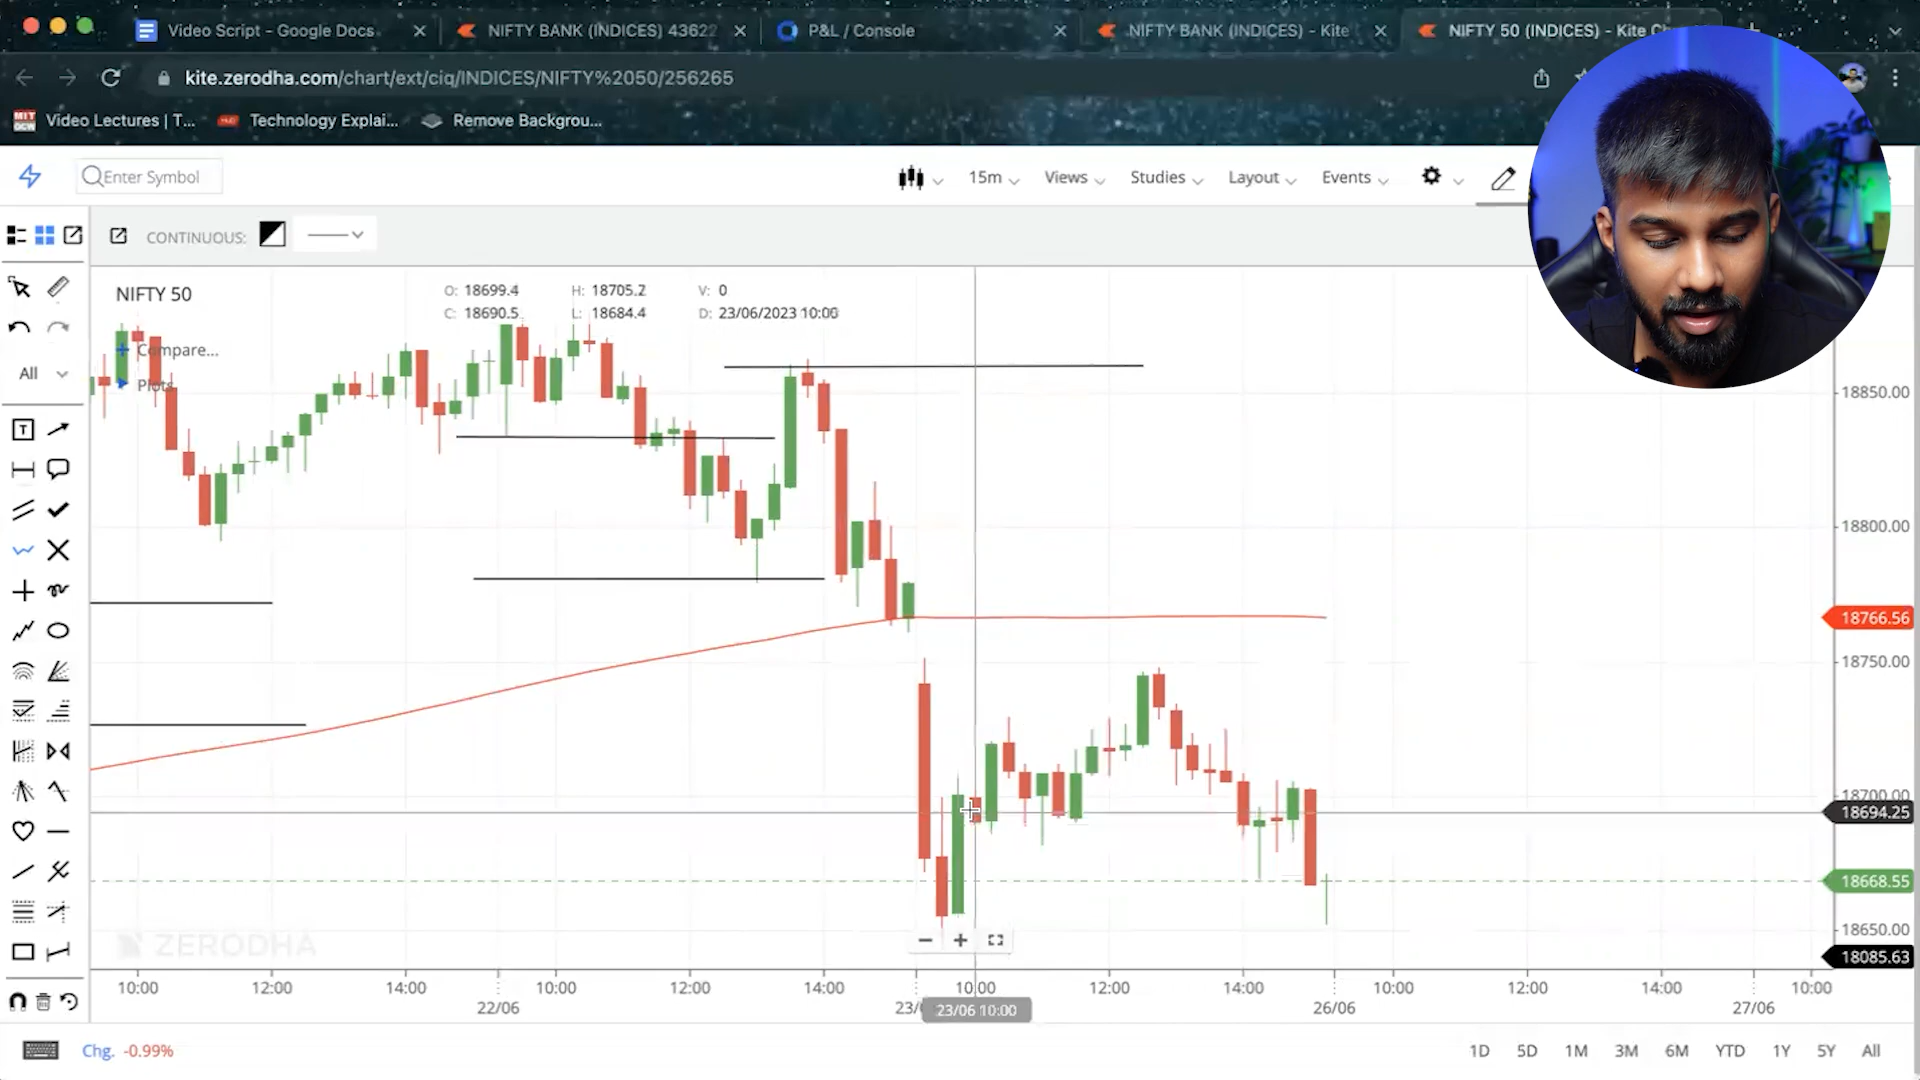 Video Script - Google Docs
NIFTY BANK (INDICES) 43622
P&L / Console
NIFTY BANK (INDICES) - Kite
NIFTY 50 (INDICES) - Kite Ch
kite.zerodha.com/chart/ext/ciq/INDICES/NIFTY%2050/256265
MIT
OCW
Video Lectures | T...
Technology Explai...
Remove Backgrou...
Enter Symbol
15m
Views
Studies
Layout
Events
CONTINUOUS:
NIFTY 50
O: 18699.4 H: 18705.2 V: 0
C: 18690.5 L: 18684.4 D: 23/06/2023 10:00
Compare...
All
Plots
T
18850.00
18800.00
18766.56
18750.00
18700.00
18694.25
18668.55
18650.00
18085.63
ZERODHA
10:00 12:00 14:00 10:00 12:00 14:00 10:00 12:00 14:00 10:00 12:00 14:00 10:00
22/06 23/ 23/06 10:00 26/06 27/06
Chg. -0.99%
1D 5D 1M 3M 6M YTD 1Y 5Y All